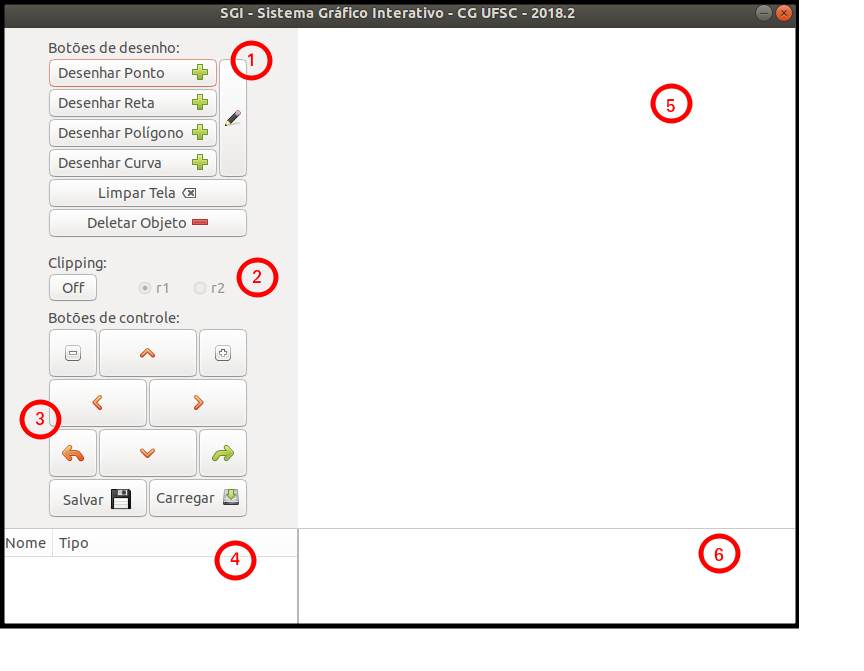 SGI - Sistema Gráfico Interativo - CG UFSC - 2018.2
Botões de desenho:
1
Desenhar Ponto
Desenhar Reta
Desenhar Polígono
Desenhar Curva
Limpar Tela
Deletar Objeto
5
Clipping:
2
Off
r1
r2
Botões de controle:
3
Salvar
Carregar
Nome
Tipo
4
6